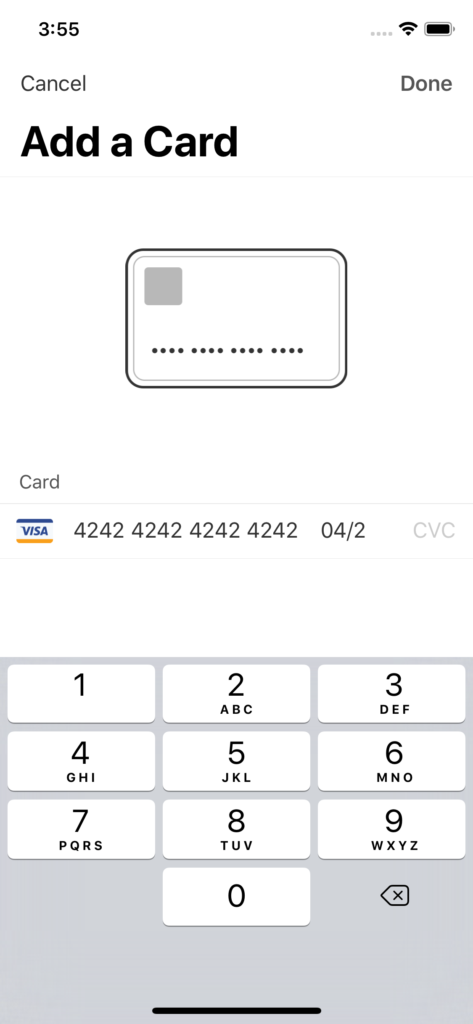 3:55
Cancel Done
Add a Card
•••• •••• •••• ••••
Card
VISA 4242 4242 4242 4242 04/2 CVC
1 2 3
ABC DEF
4 5 6
GHI JKL MNO
7 8 9
PQRS TUV WXYZ
0